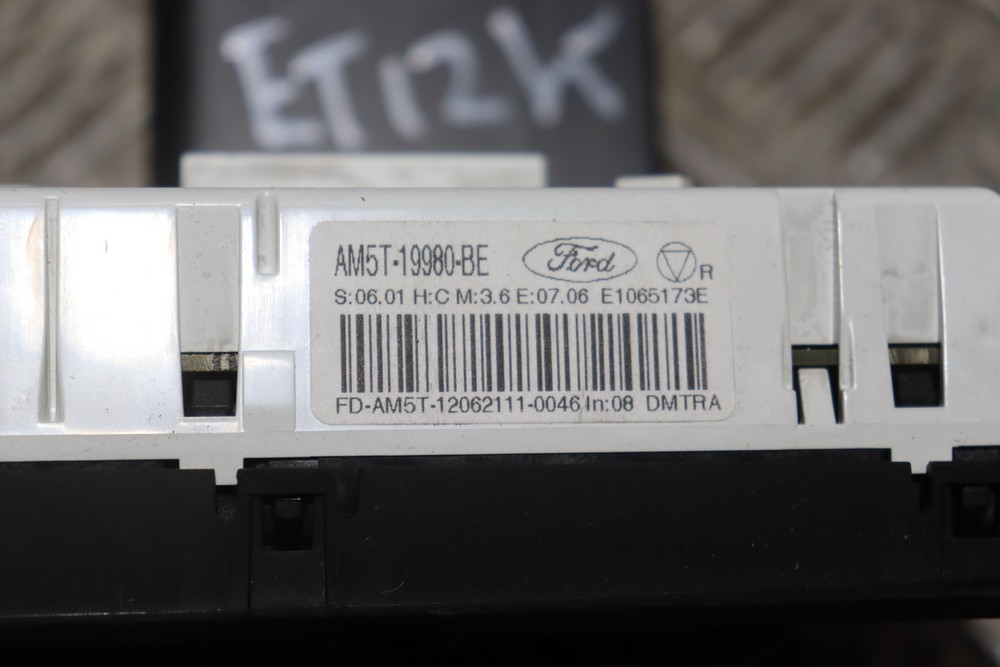 ET12K
AM5T-19980-BE Ford R
S:06.01 H:C M:3.6 E:07.06 E1065173E
FD-AM5T-12062111-0046 In:08 DMTRA